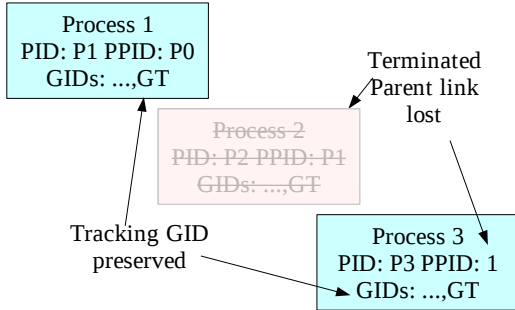 Process 1
PID: P1 PPID: P0
GIDs: ...,GT
Terminated
Parent link
lost
Process 2
PID: P2 PPID: P1
GIDs: ...,GT
Tracking GID
preserved
Process 3
PID: P3 PPID: 1
GIDs: ...,GT